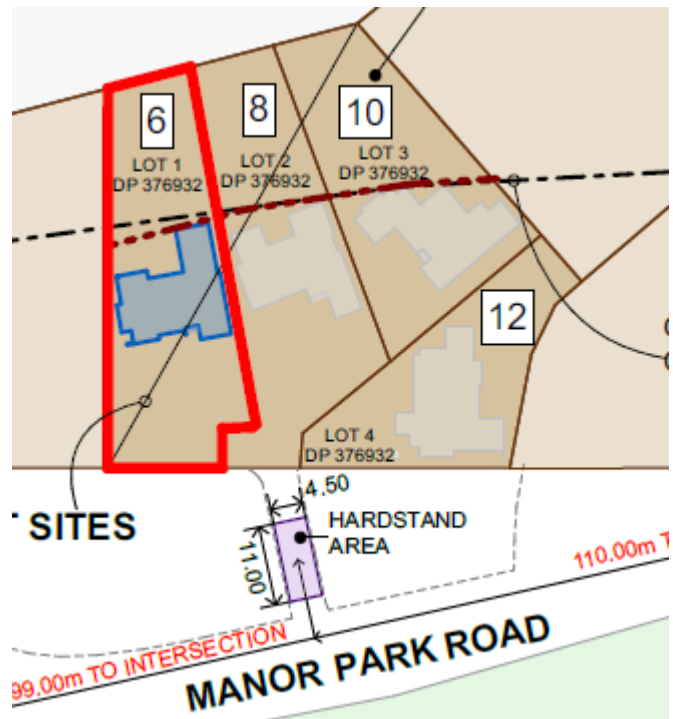 6
8
10
LOT 1
DP 376932
LOT 2
DP 376932
LOT 3
DP 376932
12
LOT 4
DP 376932
T SITES
4.50
11.00
HARDSTAND
AREA
110.00m T
99.00m TO INTERSECTION
MANOR PARK ROAD